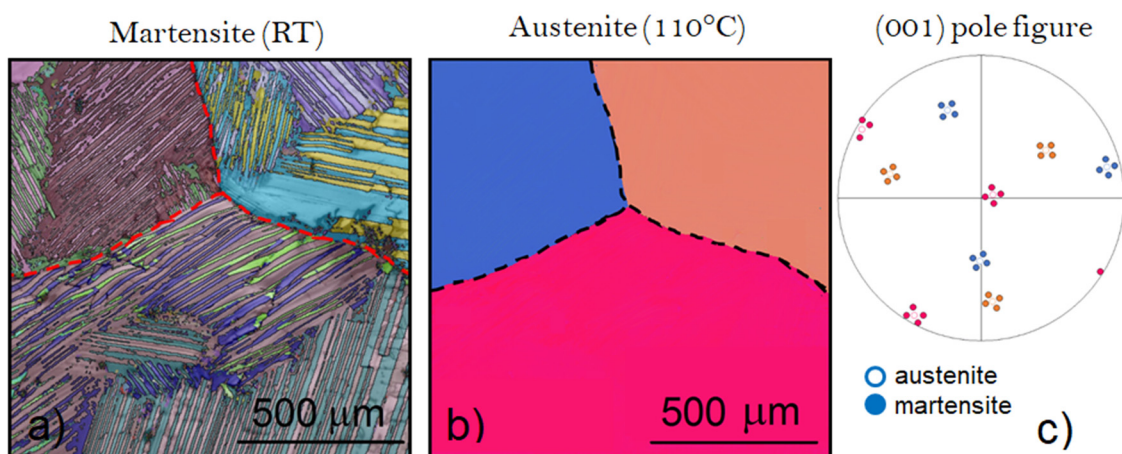 Martensite (RT)
Austenite (110°C)
(001) pole figure
a)
500 μm
b)
500 μm
austenite
martensite
c)